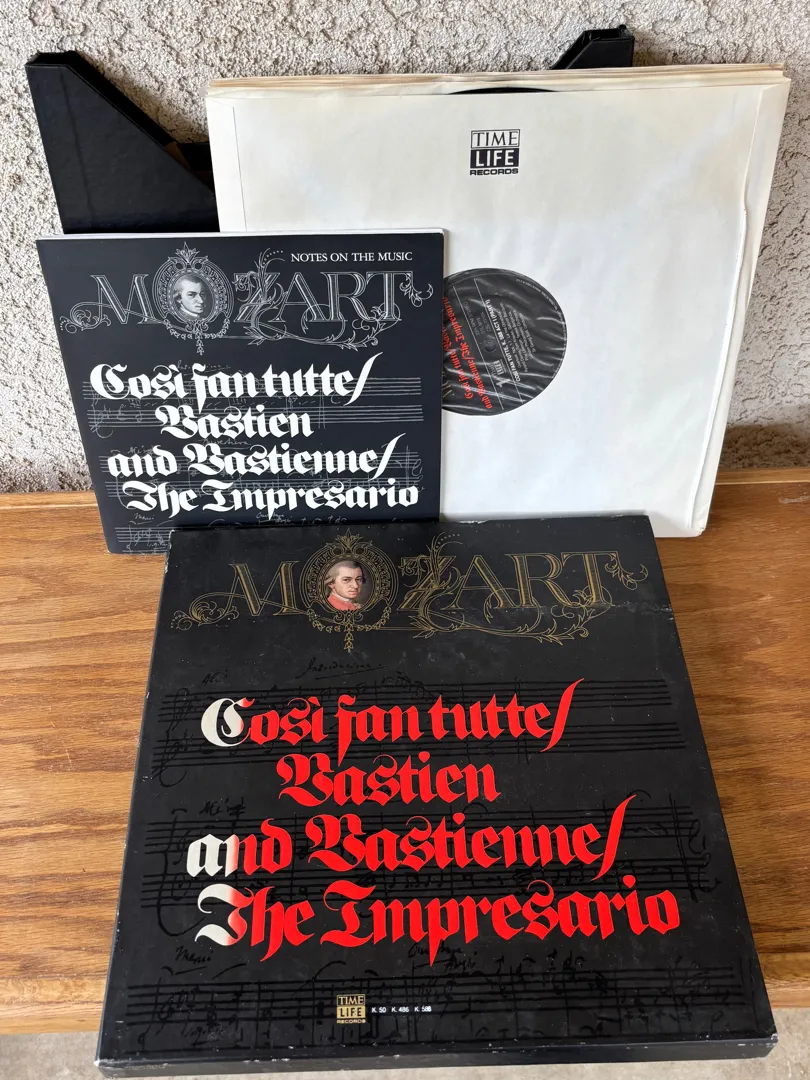 TIME
LIFE
RECORDS
NOTES ON THE MUSIC
MOZART
Così fan tutte/
Bastien
and Bastienne/
The Impresario
MOZART
Così fan tutte/
Bastien
and Bastienne/
The Impresario
TIME
LIFE
RECORDS
K. 50 K. 486 K. 588